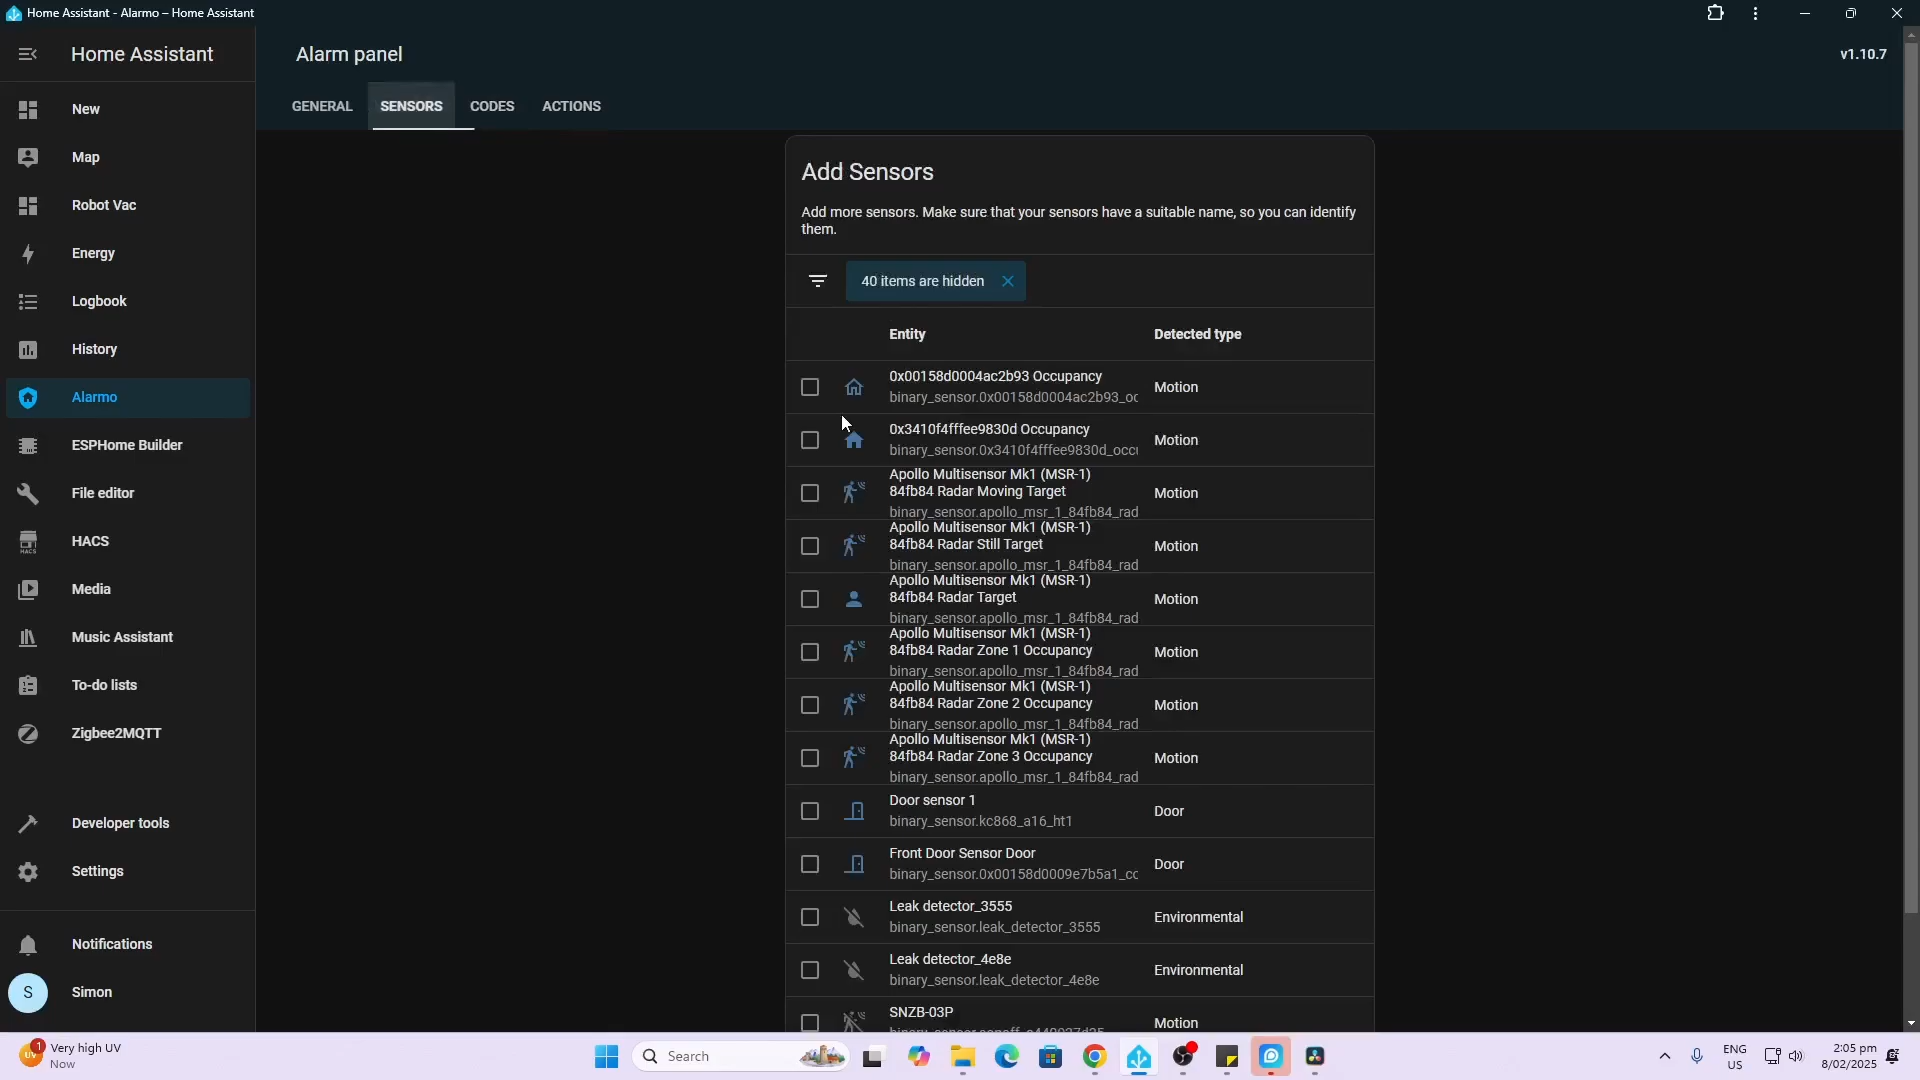 Home Assistant - Alarmo – Home Assistant
Home Assistant
Alarm panel
v1.10.7
GENERAL
SENSORS
CODES
ACTIONS
New
Map
Robot Vac
Energy
Logbook
History
Alarmo
ESPHome Builder
File editor
HACS
HACS
Media
Music Assistant
To-do lists
Zigbee2MQTT
Developer tools
Settings
Notifications
S
Simon
Add Sensors
Add more sensors. Make sure that your sensors have a suitable name, so you can identify
them.
40 items are hidden
Entity
Detected type
0x00158d0004ac2b93 Occupancy
binary_sensor.0x00158d0004ac2b93_oc
Motion
0x3410f4fffee9830d Occupancy
binary_sensor.0x3410f4fffee9830d_occu
Motion
Apollo Multisensor Mk1 (MSR-1)
84fb84 Radar Moving Target
binary_sensor.apollo_msr_1_84fb84_rad
Motion
Apollo Multisensor Mk1 (MSR-1)
84fb84 Radar Still Target
binary_sensor.apollo_msr_1_84fb84_rad
Motion
Apollo Multisensor Mk1 (MSR-1)
84fb84 Radar Target
binary_sensor.apollo_msr_1_84fb84_rad
Motion
Apollo Multisensor Mk1 (MSR-1)
84fb84 Radar Zone 1 Occupancy
binary_sensor.apollo_msr_1_84fb84_rad
Motion
Apollo Multisensor Mk1 (MSR-1)
84fb84 Radar Zone 2 Occupancy
binary_sensor.apollo_msr_1_84fb84_rad
Motion
Apollo Multisensor Mk1 (MSR-1)
84fb84 Radar Zone 3 Occupancy
binary_sensor.apollo_msr_1_84fb84_rad
Motion
Door sensor 1
binary_sensor.kc868_a16_ht1
Door
Front Door Sensor Door
binary_sensor.0x00158d0009e7b5a1_cc
Door
Leak detector_3555
binary_sensor.leak_detector_3555
Environmental
Leak detector_4e8e
binary_sensor.leak_detector_4e8e
Environmental
SNZB-03P
Motion
UV
1
Very high UV
Now
Search
ENG
US
2:05 pm
8/02/2025